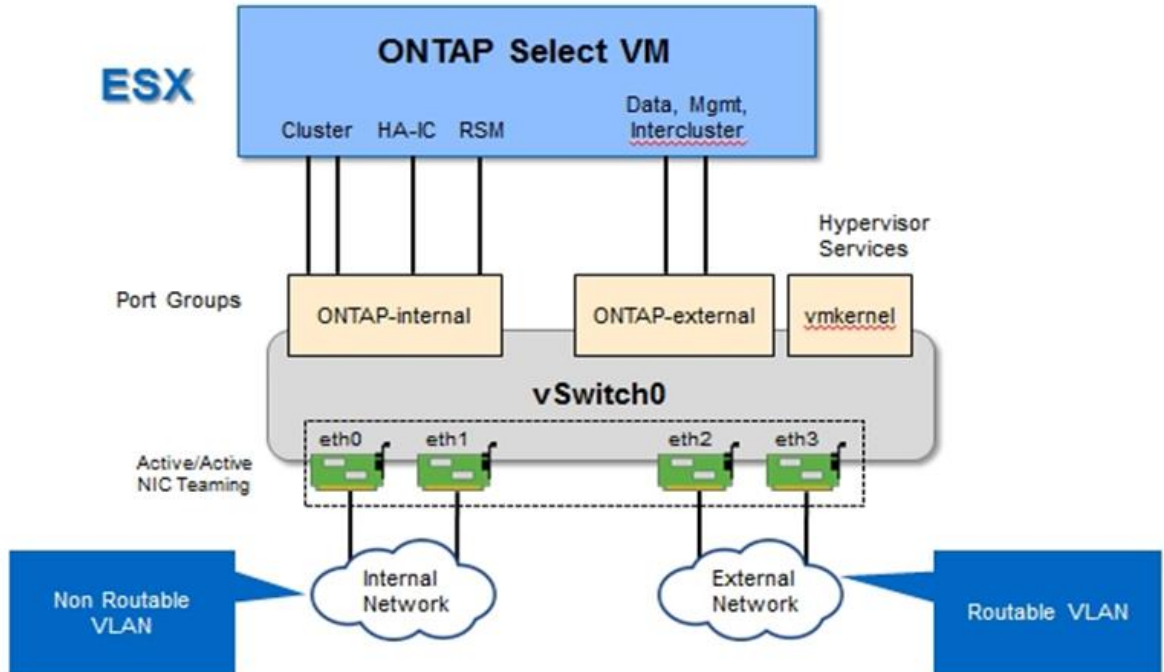 ONTAP Select VM
ESX
Data, Mgmt,
Intercluster
Cluster
HA-IC
RSM
Hypervisor
Services
Port Groups
ONTAP-internal
ONTAP-external
vmkernel
vSwitch0
eth0
eth1
eth2
eth3
Active/Active
NIC Teaming
Internal
Network
External
Network
Non Routable
VLAN
Routable VLAN